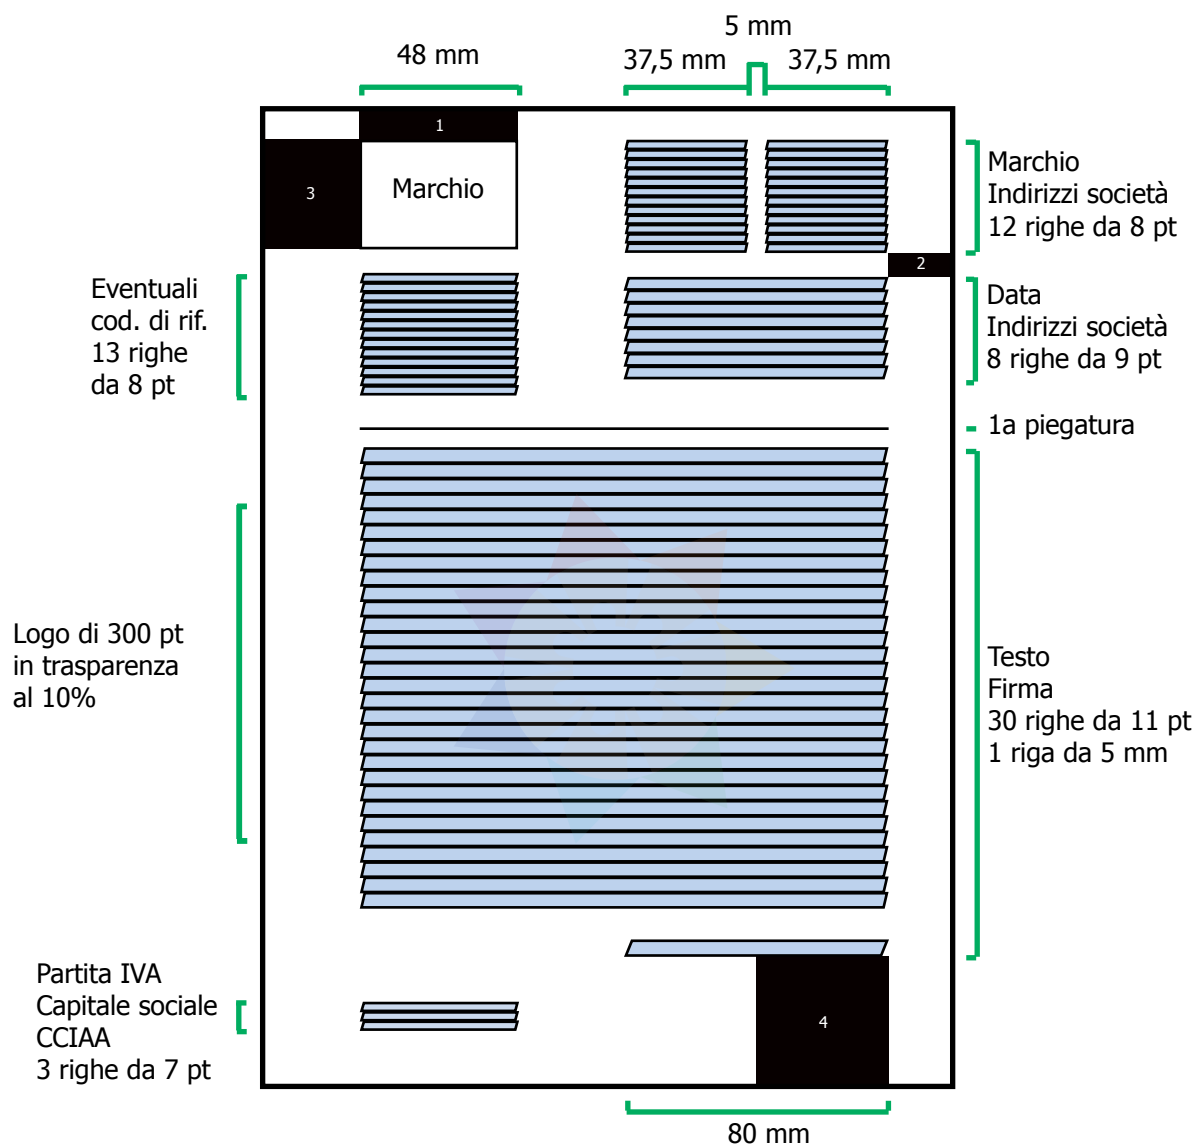 5 mm
48 mm
37,5 mm
37,5 mm
1
3
Marchio
Marchio
Indirizzi società
12 righe da 8 pt
2
Eventuali
cod. di rif.
13 righe
da 8 pt
Data
Indirizzi società
8 righe da 9 pt
1a piegatura
Logo di 300 pt
in trasparenza
al 10%
Testo
Firma
30 righe da 11 pt
1 riga da 5 mm
Partita IVA
Capitale sociale
CCIAA
3 righe da 7 pt
4
80 mm